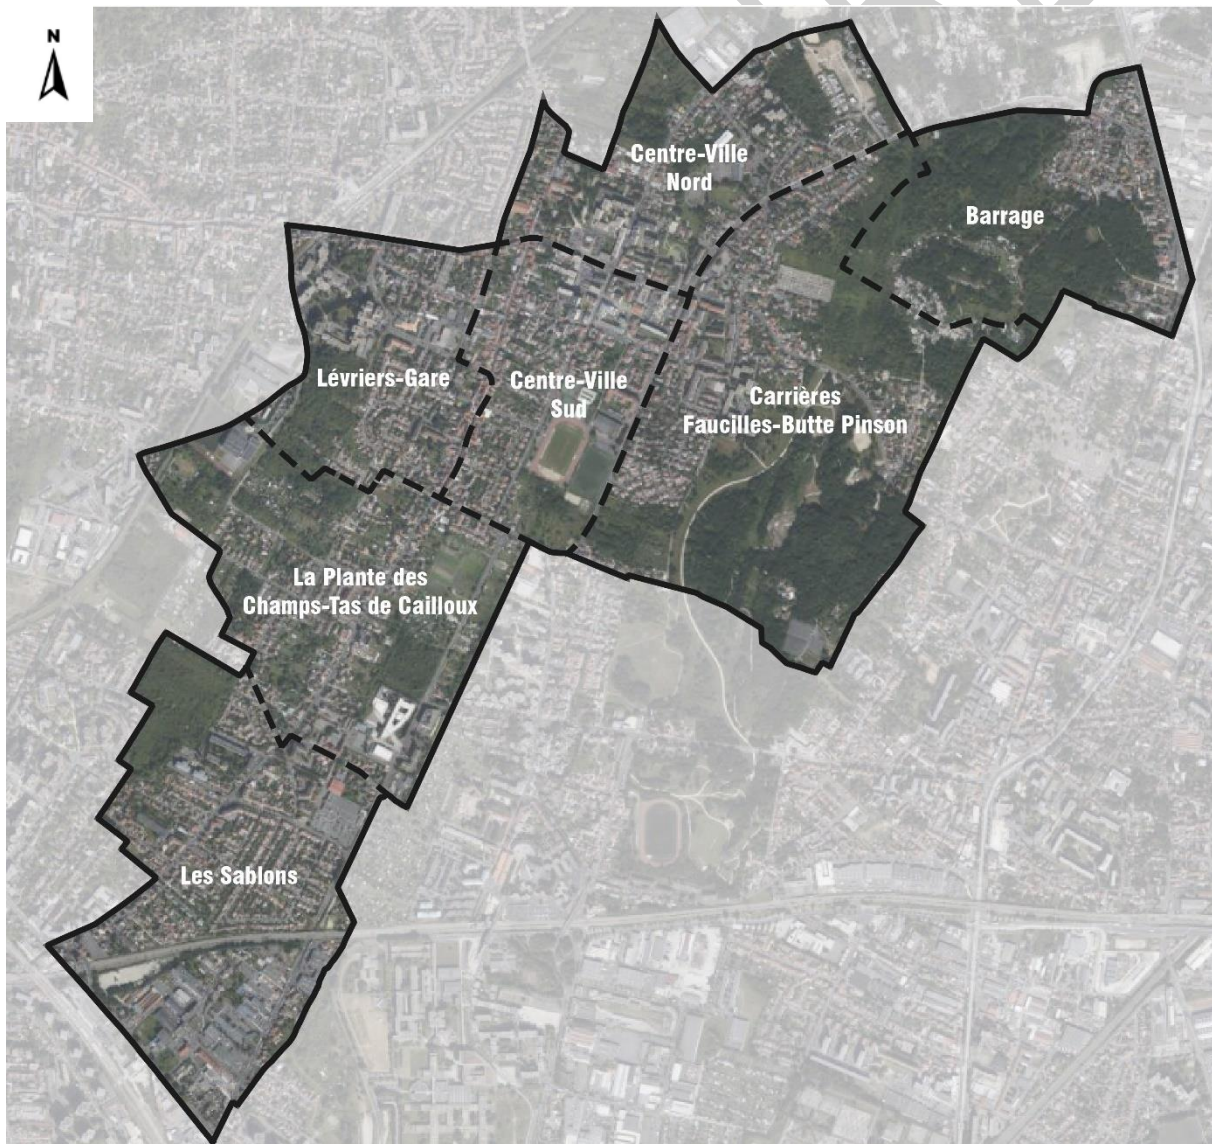 N
Centre-Ville
Nord
Barrage
Lévriers-Gare
Centre-Ville
Sud
Carrières
Faucilles-Butte Pinson
La Plante des
Champs-Tas de Cailloux
Les Sablons